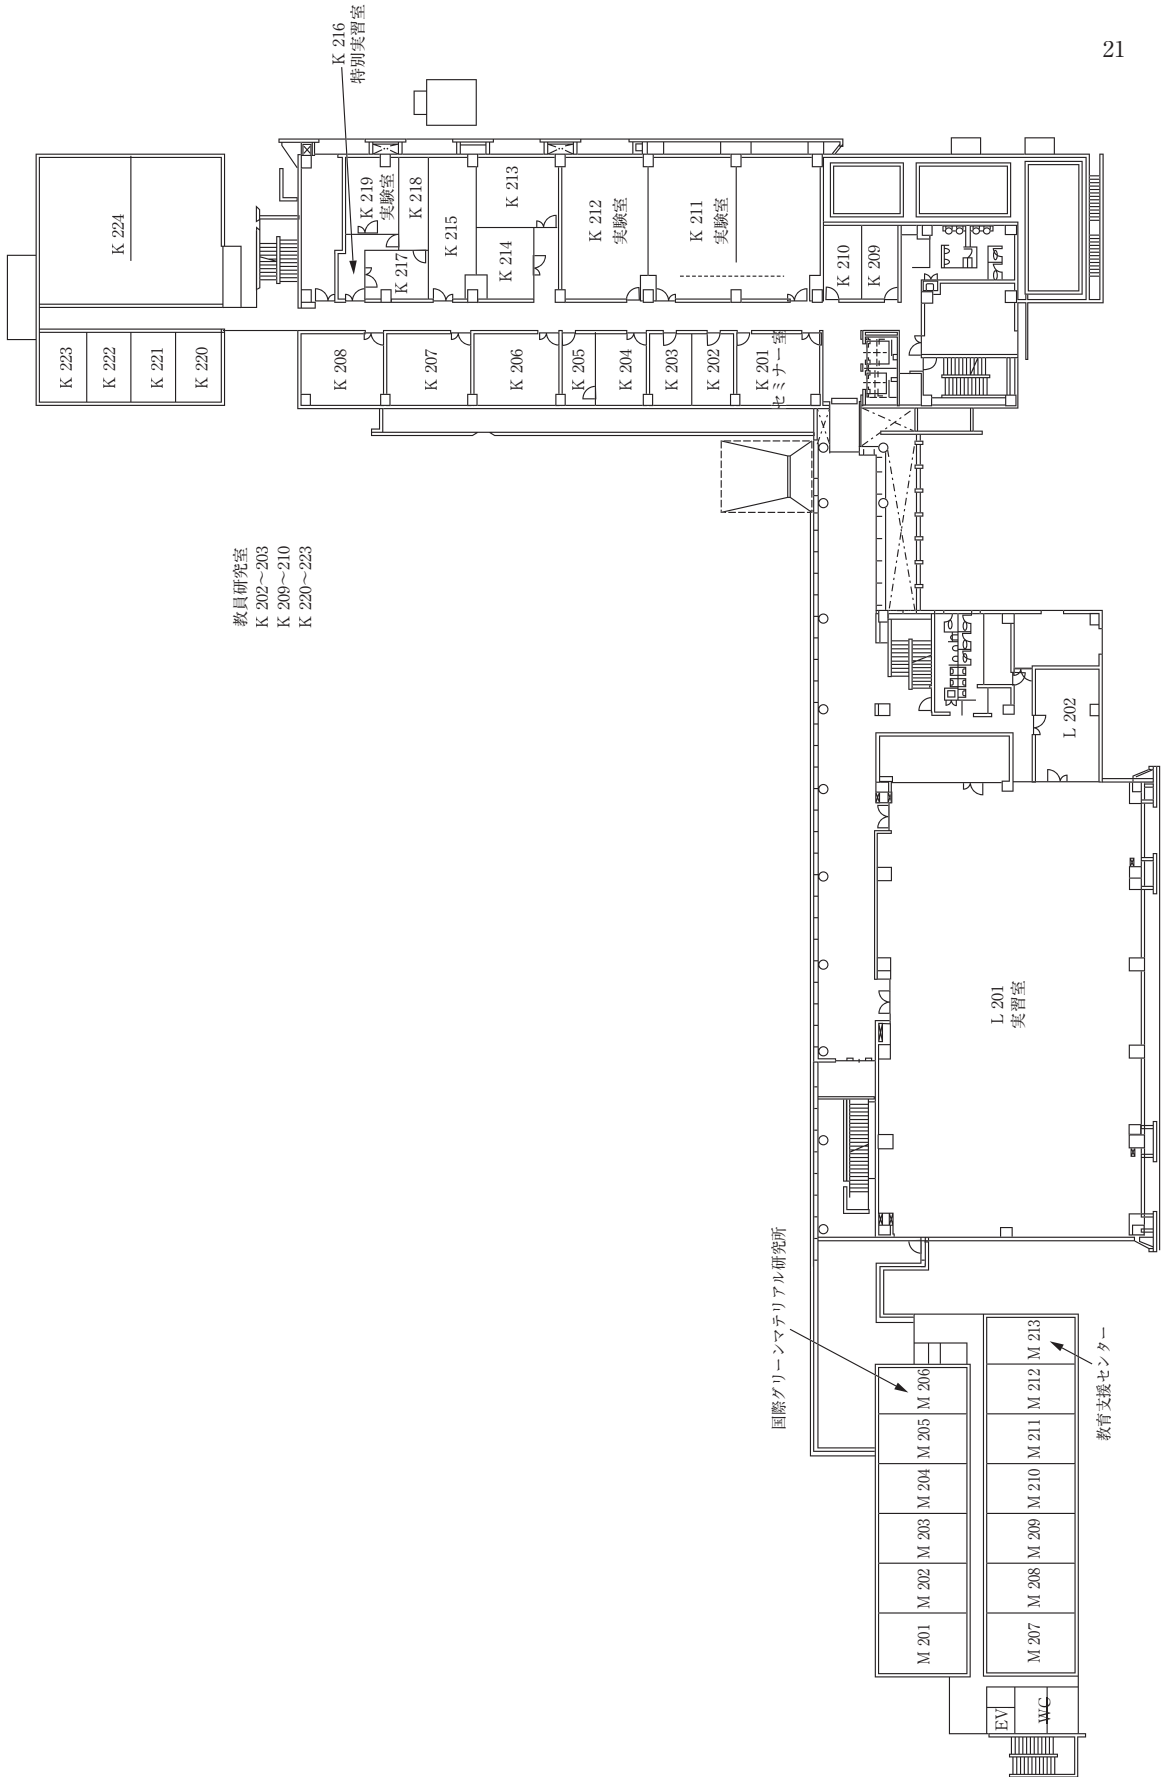 21
K 216
特別実習室
K 224
K 219
実験室
K 218
K 217
K 215
K 213
K 214
K 212
実験室
K 211
実験室
K 210
K 209
K 223
K 222
K 221
K 220
K 208
K 207
K 206
K 205
K 204
K 203
K 202
K 201
セミナー室
教員研究室
K 202～203
K 209～210
K 220～223
L 202
L 201
実習室
国際グリーンマテリアル研究所
M 206
M 205
M 204
M 203
M 202
M 201
M 213
M 212
M 211
M 210
M 209
M 208
M 207
教育支援センター
EV
WC